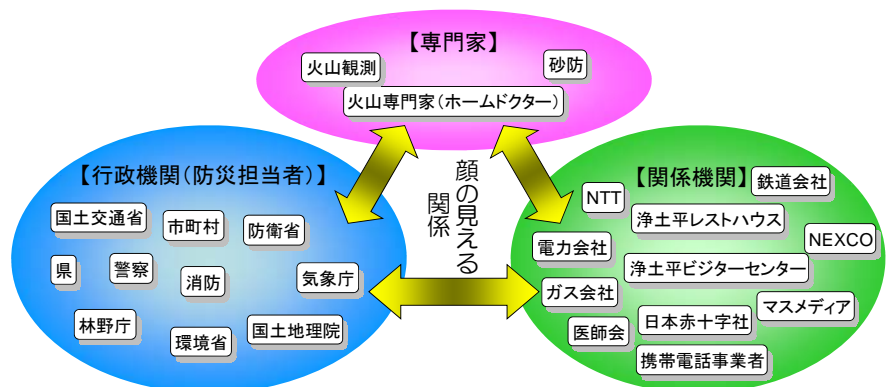 【専門家】
火山観測
砂防
火山専門家(ホームドクター)
顔の見える
関係
【行政機関(防災担当者)】
国土交通省
市町村
防衛省
県
警察
消防
気象庁
林野庁
環境省
国土地理院
【関係機関】
鉄道会社
NTT
浄土平レストハウス
NEXCO
電力会社
浄土平ビジターセンター
ガス会社
マスメディア
医師会
日本赤十字社
携帯電話事業者